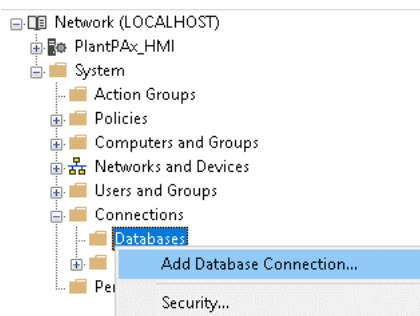 Network (LOCALHOST)
PlantPAx_HMI
System
Action Groups
Policies
Computers and Groups
Networks and Devices
Users and Groups
Connections
Databases
Add Database Connection...
Security...